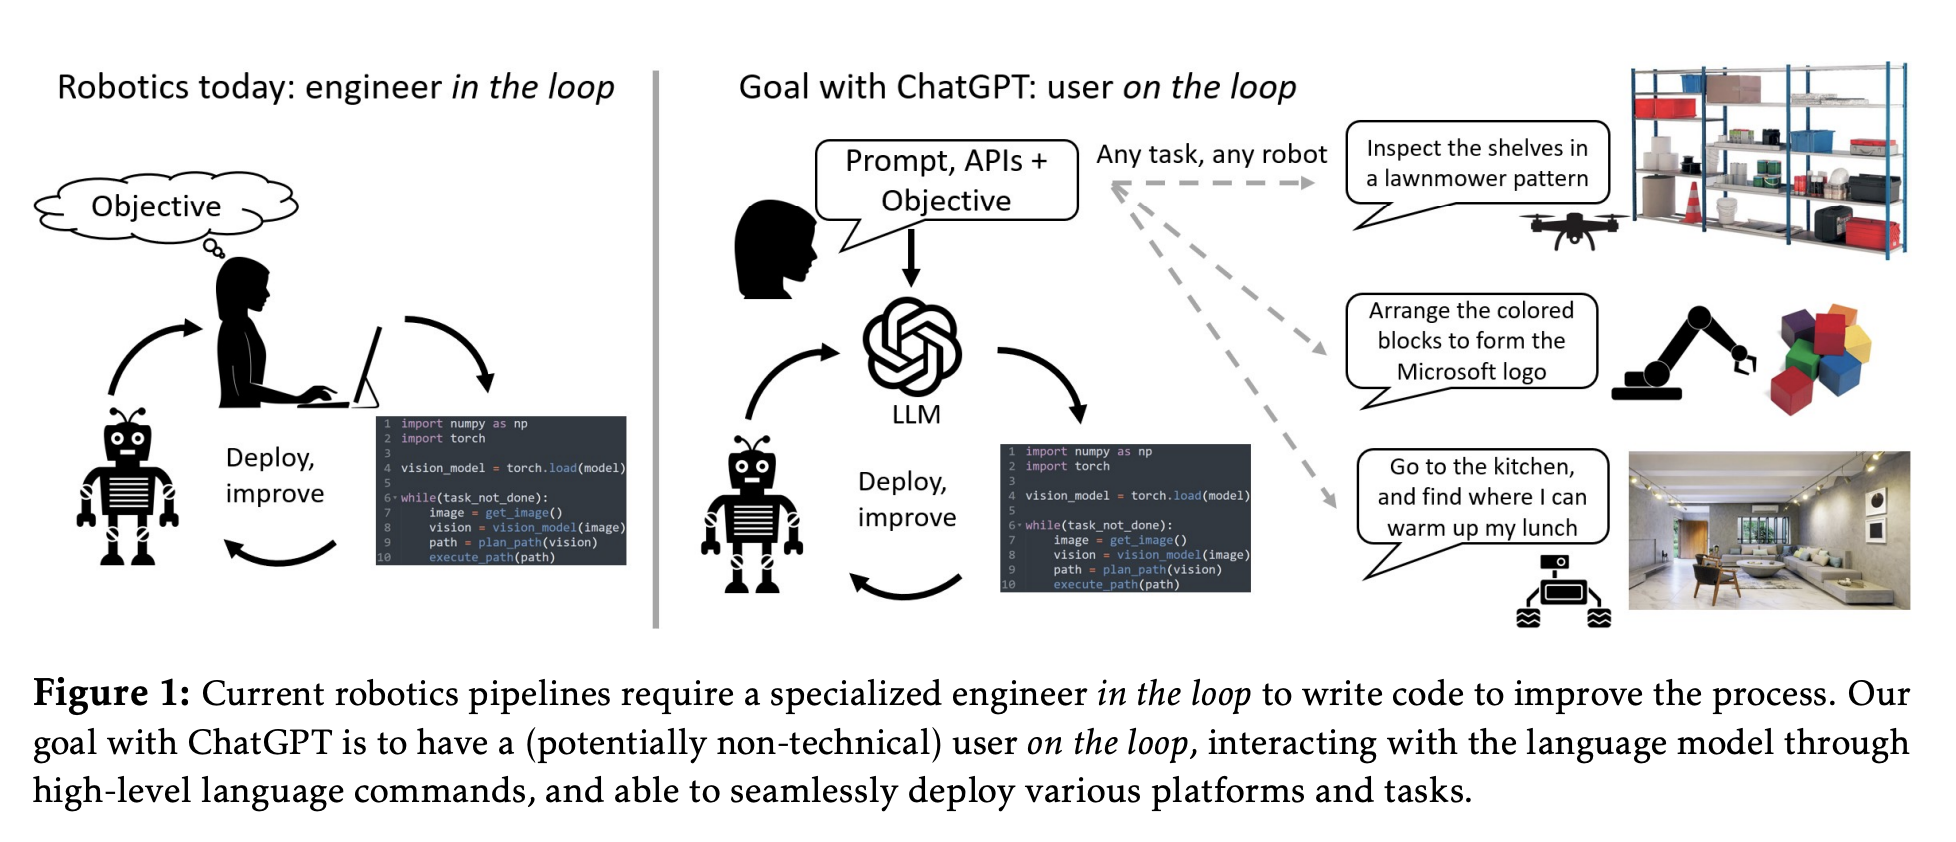 Robotics today: engineer in the loop
Objective
Deploy,
improve
1 import numpy as np
2 import torch
3
4 vision_model = torch.load(model)
5
6 while(task_not_done):
7 image = get_image()
8 vision = vision_model(image)
9 path = plan_path(vision)
10 execute_path(path)
Goal with ChatGPT: user on the loop
Prompt, APIs +
Objective
LLM
Deploy,
improve
1 import numpy as np
2 import torch
3
4 vision_model = torch.load(model)
5
6 while(task_not_done):
7 image = get_image()
8 vision = vision_model(image)
9 path = plan_path(vision)
10 execute_path(path)
Any task, any robot
Inspect the shelves in
a lawnmower pattern
Arrange the colored
blocks to form the
Microsoft logo
Go to the kitchen,
and find where I can
warm up my lunch
Figure 1: Current robotics pipelines require a specialized engineer in the loop to write code to improve the process. Our
goal with ChatGPT is to have a (potentially non-technical) user on the loop, interacting with the language model through
high-level language commands, and able to seamlessly deploy various platforms and tasks.